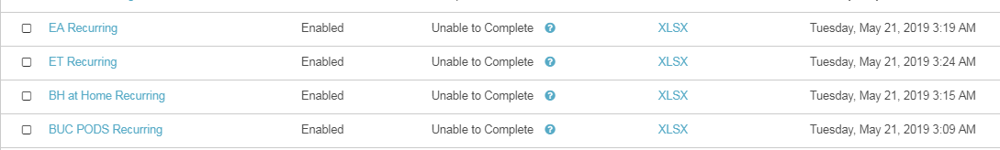 EA Recurring Enabled Unable to Complete ? XLSX Tuesday, May 21, 2019 3:19 AM
ET Recurring Enabled Unable to Complete ? XLSX Tuesday, May 21, 2019 3:24 AM
BH at Home Recurring Enabled Unable to Complete ? XLSX Tuesday, May 21, 2019 3:15 AM
BUC PODS Recurring Enabled Unable to Complete ? XLSX Tuesday, May 21, 2019 3:09 AM